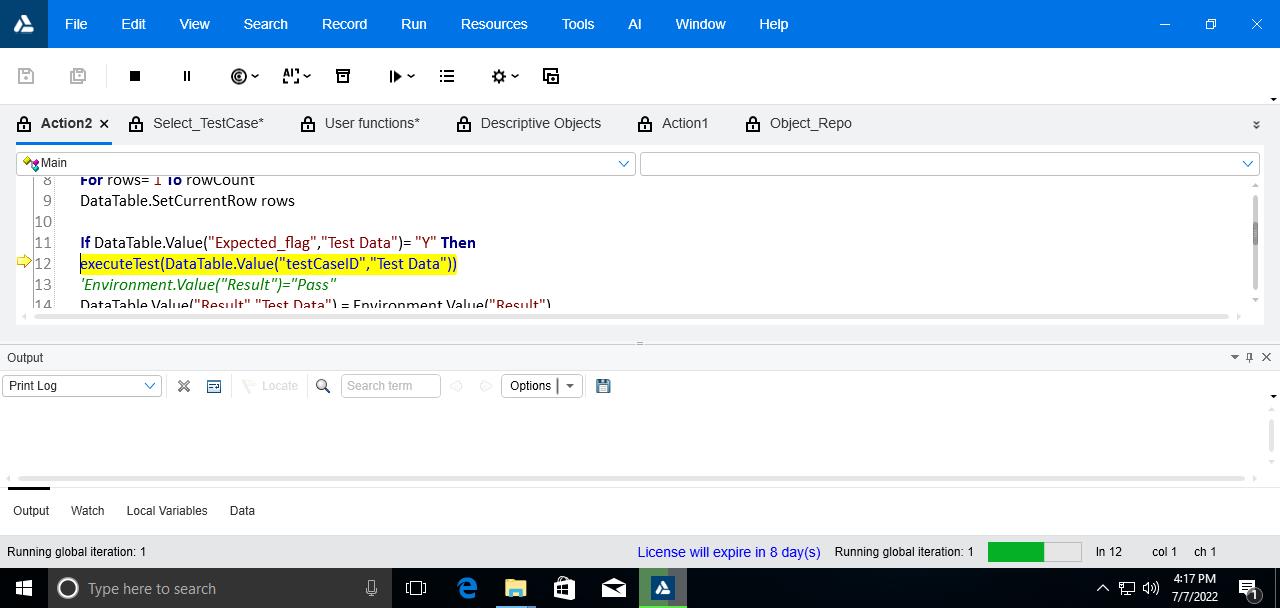 File Edit View Search Record Run Resources Tools AI Window Help
AI
Action2 Select_TestCase* User functions* Descriptive Objects Action1 Object_Repo
Main
8 For rows= 1 To rowCount
9 DataTable.SetCurrentRow rows
10
11 If DataTable.Value("Expected_flag","Test Data")= "Y" Then
12 executeTest(DataTable.Value("testCaseID","Test Data"))
13 'Environment.Value("Result")="Pass"
14 DataTable.Value("Result","Test Data") = Environment.Value("Result")
Output
Print Log Locate Search term Options
Output Watch Local Variables Data
Running global iteration: 1 License will expire in 8 day(s) Running global iteration: 1 ln 12 col 1 ch 1
Type here to search
4:17 PM
7/7/2022
1